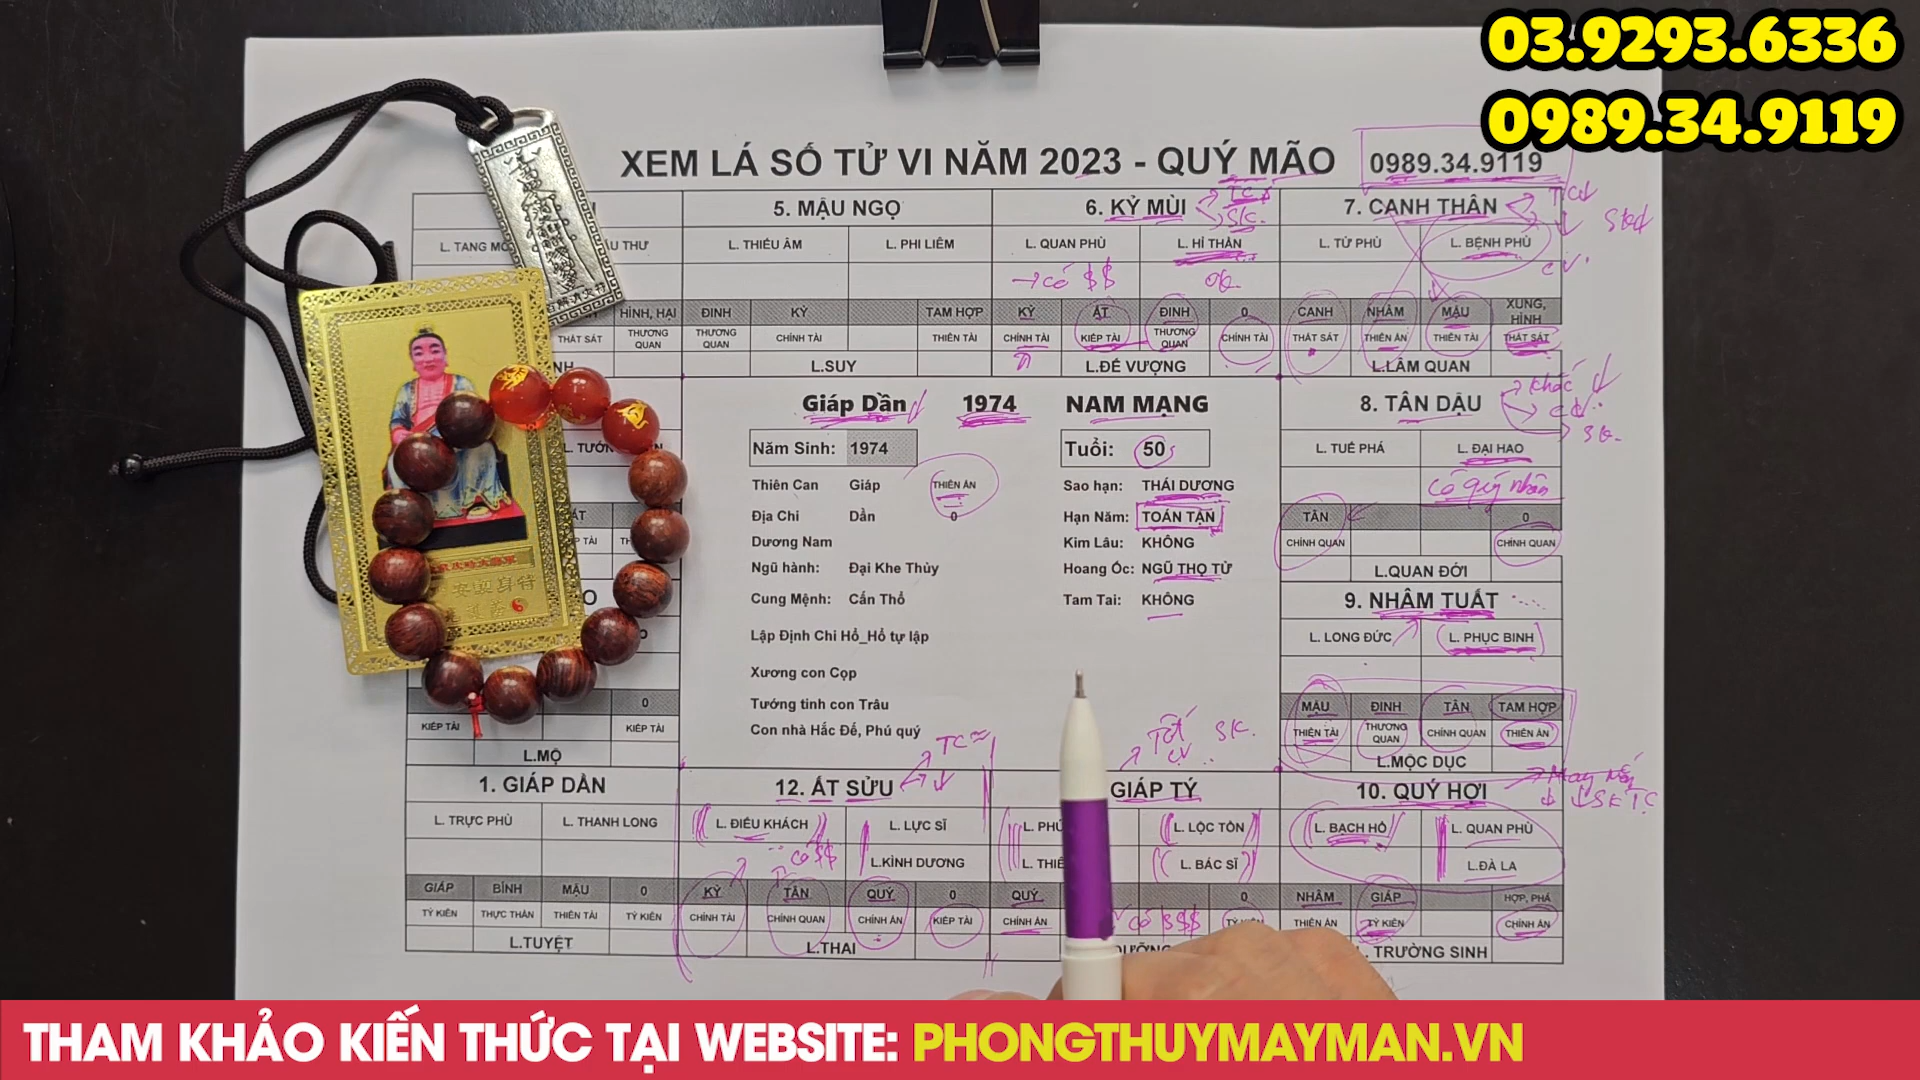 03.9293.6336
0989.34.9119
XEM LÁ SỐ TỬ VI NĂM 2023 - QUÝ MÃO 0989.34.9119
5. MẬU NGỌ
6. KỶ MÙI TC SK.
7. CANH THÂN
L. THIẾU ÂM L. PHI LIÊM L. QUAN PHÙ L. HỈ THẦN L. TỬ PHÙ L. BỆNH PHÙ
→ Có $$ ok.
HÌNH, HẠI ĐINH KỶ TAM HỢP KỶ ẤT ĐINH 0 CANH NHÂM MẬU XUNG, HÌNH
THẤT SÁT THƯƠNG QUAN THƯƠNG QUAN CHÍNH TÀI THIÊN TÀI CHÍNH TÀI KIẾP TÀI THƯƠNG QUAN CHÍNH TÀI THẤT SÁT THIÊN ẤN THIÊN TÀI THẤT SÁT
L.SUY L.ĐẾ VƯỢNG L.LÂM QUAN
Giáp Dần 1974 NAM MẠNG
8. TÂN DẬU
Năm Sinh: 1974 Tuổi: 50
L. TUẾ PHÁ L. ĐẠI HAO
Có quý nhân
Thiên Can Giáp THIÊN ẤN Sao hạn: THÁI DƯƠNG
Địa Chi Dần 0 Hạn Năm: TOÁN TẬN
TÂN 0
Dương Nam Kim Lâu: KHÔNG
CHÍNH QUAN CHÍNH QUAN
Ngũ hành: Đại Khe Thủy Hoang Ốc: NGŨ THỌ TỬ
L.QUAN ĐỚI
Cung Mệnh: Cấn Thổ Tam Tai: KHÔNG
9. NHÂM TUẤT
Lập Định Chi Hổ_Hổ tự lập
L. LONG ĐỨC L. PHỤC BINH
Xương con Cọp
Tướng tinh con Trâu
0 MẬU ĐINH TÂN TAM HỢP
Con nhà Hắc Đế, Phú quý
KIẾP TÀI KIẾP TÀI THIÊN TÀI THƯƠNG QUAN CHÍNH QUAN THIÊN ẤN
L.MỘ L.MỘC DỤC
1. GIÁP DẦN 12. ẤT SỬU GIÁP TÝ 10. QUÝ HỢI
L. TRỰC PHÙ L. THANH LONG L. ĐIẾU KHÁCH L. LỰC SĨ L. LỘC TỒN L. BẠCH HỔ L. QUAN PHÙ
Có $$ L.KÌNH DƯƠNG L. BÁC SĨ L.ĐÀ LA
GIÁP BÍNH MẬU 0 KỶ TÂN QUÝ 0 QUÝ 0 NHÂM GIÁP HỢP, PHÁ
TỶ KIÊN THỰC THẦN THIÊN TÀI TỶ KIÊN CHÍNH TÀI CHÍNH QUAN CHÍNH ẤN KIẾP TÀI CHÍNH ẤN Có $$$ THIÊN ẤN TỶ KIÊN CHÍNH ẤN
L.TUYỆT L.THAI TRƯỜNG SINH
THAM KHẢO KIẾN THỨC TẠI WEBSITE: PHONGTHUYMAYMAN.VN